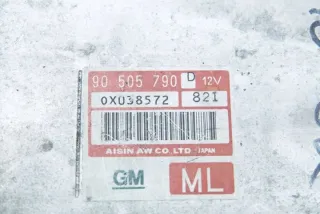 90 505 790 D 12V
0X038572 821
AISIN AW CO., LTD JAPAN
GM ML